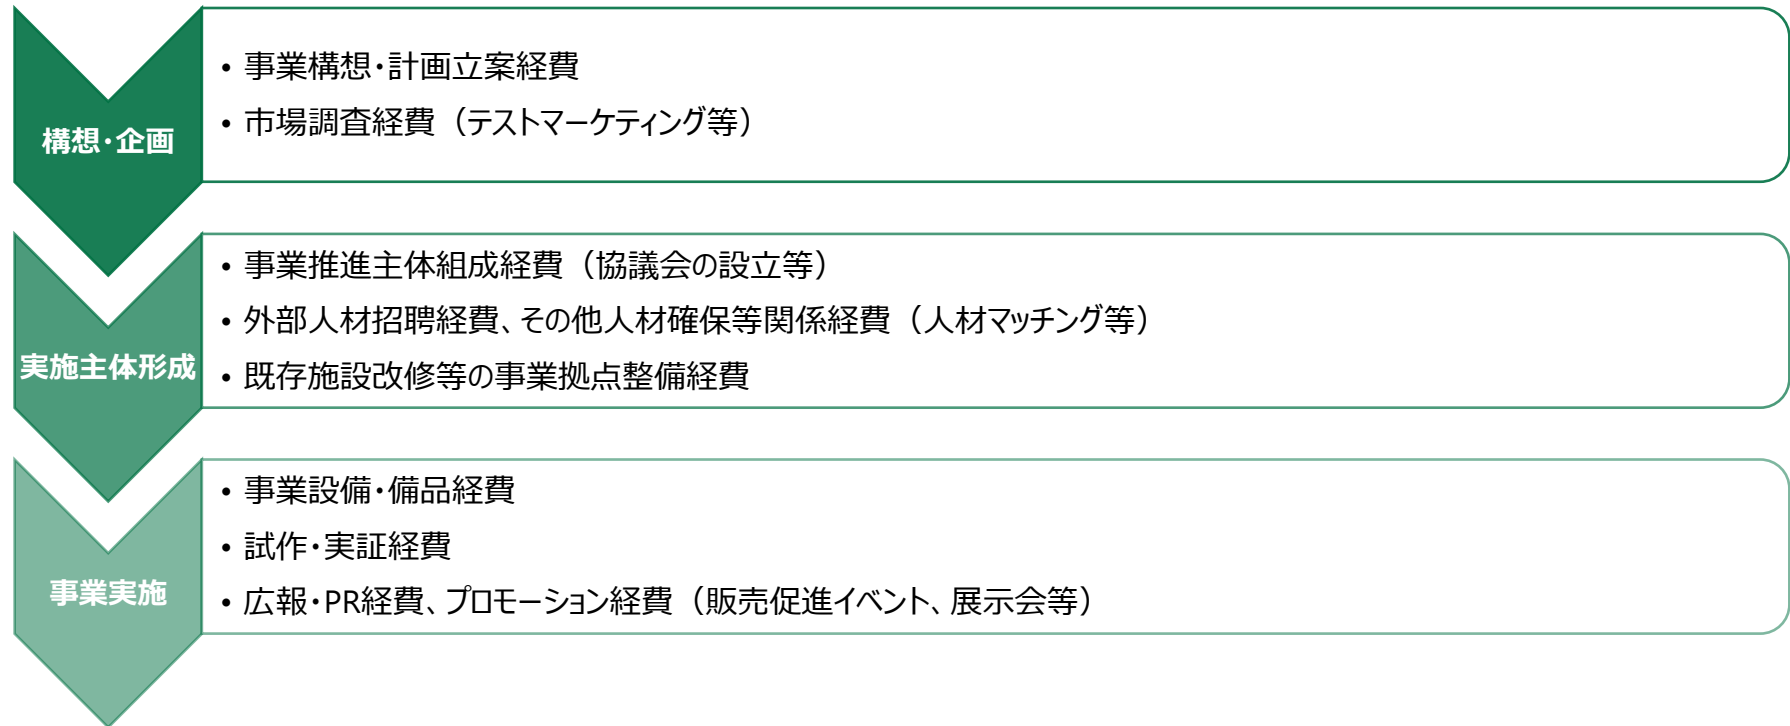 構想・企画
• 事業構想・計画立案経費
• 市場調査経費（テストマーケティング等）
実施主体形成
• 事業推進主体組成経費（協議会の設立等）
• 外部人材招聘経費、その他人材確保等関係経費（人材マッチング等）
• 既存施設改修等の事業拠点整備経費
事業実施
• 事業設備・備品経費
• 試作・実証経費
• 広報・PR経費、プロモーション経費（販売促進イベント、展示会等）